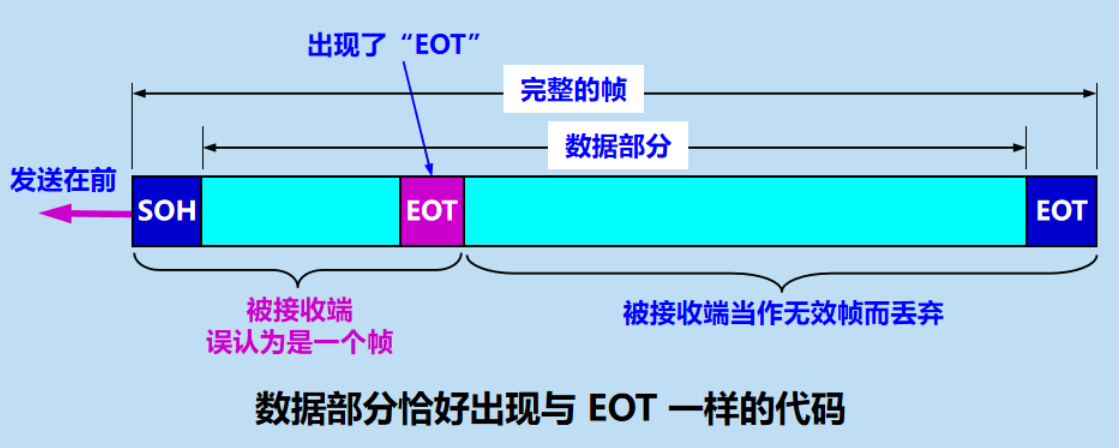 出现了“EOT”
完整的帧
数据部分
发送在前
SOH
EOT
EOT
被接收端
误认为是一个帧
被接收端当作无效帧而丢弃
数据部分恰好出现与 EOT 一样的代码